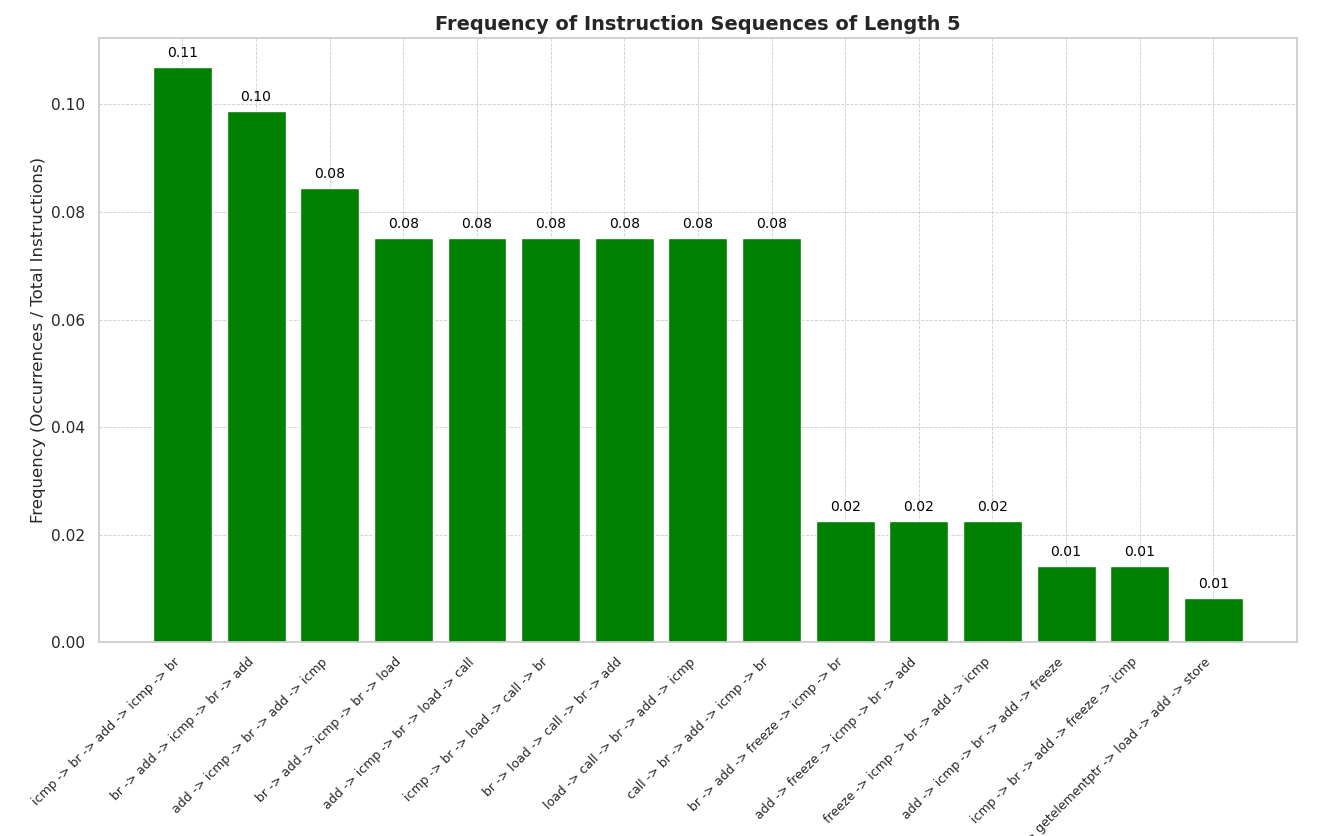 Frequency of Instruction Sequences of Length 5
Frequency (Occurrences / Total Instructions)
0.10
0.08
0.06
0.04
0.02
0.00
0.11
0.10
0.08
0.08
0.08
0.08
0.08
0.08
0.08
0.02
0.02
0.02
0.01
0.01
0.01
icmp -> br -> add -> icmp -> br
br -> add -> icmp -> br -> add
add -> icmp -> br -> add -> icmp
br -> add -> icmp -> br -> load
add -> icmp -> br -> load -> call
icmp -> br -> load -> call -> br
br -> load -> call -> br -> add
load -> call -> br -> add -> icmp
call -> br -> add -> icmp -> br
br -> add -> freeze -> icmp -> br
add -> freeze -> icmp -> br -> add
freeze -> icmp -> br -> add -> icmp
add -> icmp -> br -> add -> freeze
icmp -> br -> add -> freeze -> icmp
> getelementptr -> load -> add -> store